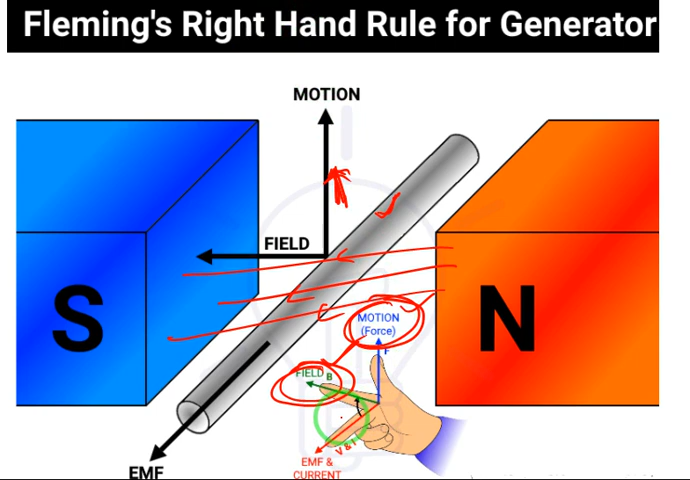 Fleming's Right Hand Rule for Generator
MOTION
FIELD
S
N
MOTION
(Force)
F
FIELD B
V & I
EMF &
CURRENT
EMF